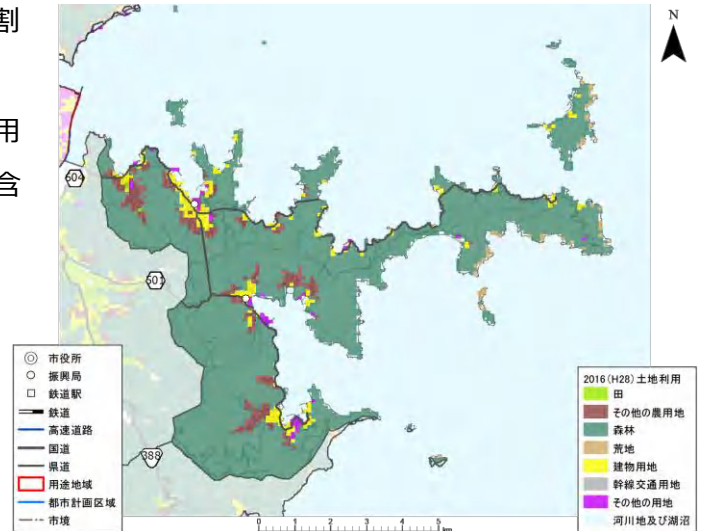 割
用
含
N
604
501
388
市役所
振興局
鉄道駅
鉄道
高速道路
国道
県道
用途地域
都市計画区域
市境
2016(H28)土地利用
田
その他の農用地
森林
荒地
建物用地
幹線交通用地
その他の用地
河川地及び湖沼
0 1 2 3 4 5
km